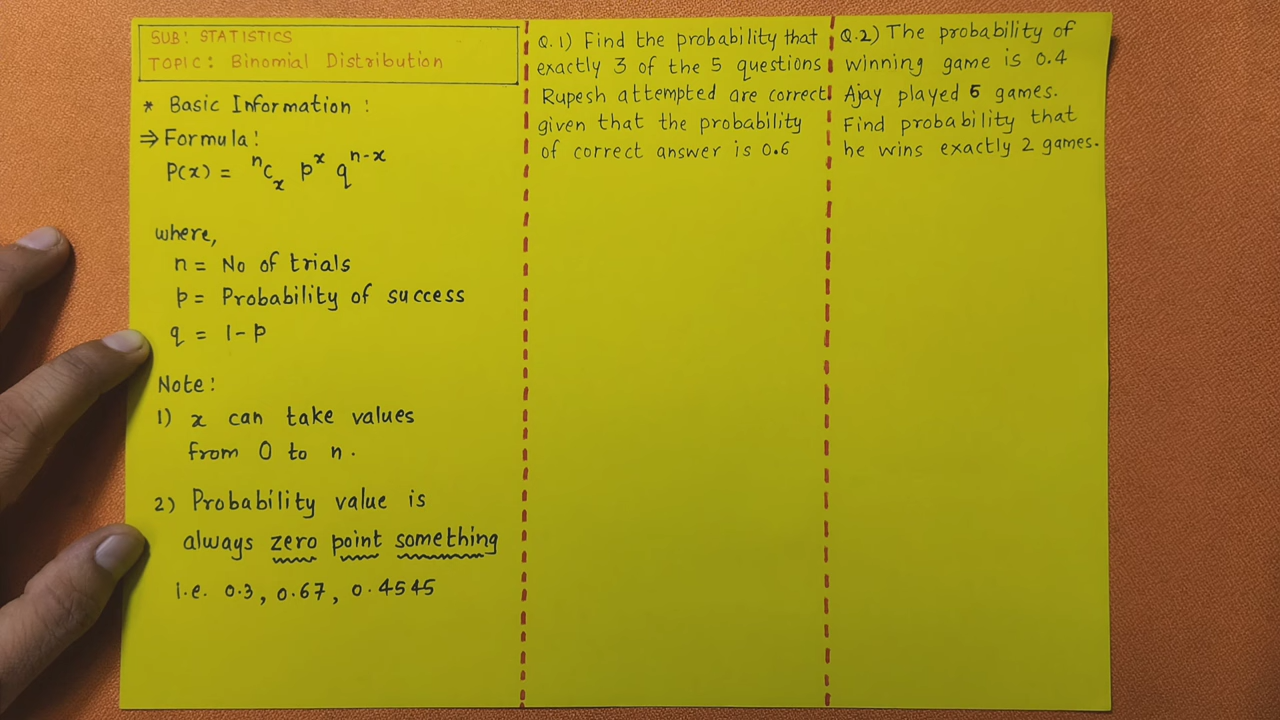 SUB: STATISTICS
TOPIC: Binomial Distribution
* Basic Information:
⇒ Formula:
P(x) = ⁿCₓ pˣ qⁿ⁻ˣ
where,
n = No of trials
p = Probability of success
q = 1-p
Note:
1) x can take values
from 0 to n.
2) Probability value is
always zero point something
i.e. 0.3, 0.67, 0.4545
Q.1) Find the probability that
exactly 3 of the 5 questions
Rupesh attempted are correct
given that the probability
of correct answer is 0.6
Q.2) The probability of
winning game is 0.4
Ajay played 5 games.
Find probability that
he wins exactly 2 games.